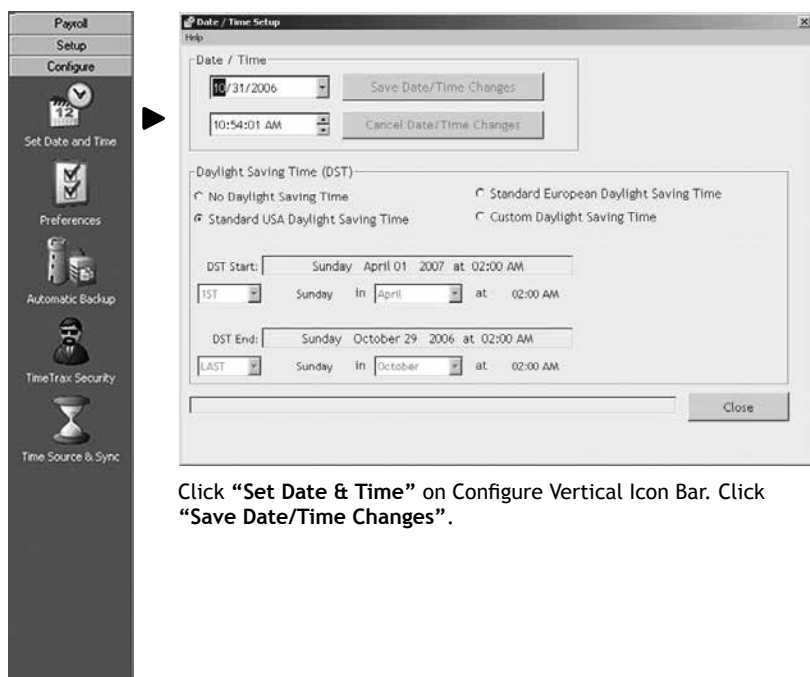 Payroll
Setup
Configure
Set Date and Time
Preferences
Automatic Backup
TimeTrax Security
Time Source & Sync
Date / Time Setup
Help
Date / Time
10/31/2006
Save Date/Time Changes
10:54:01 AM
Cancel Date/Time Changes
Daylight Saving Time (DST)
No Daylight Saving Time
Standard European Daylight Saving Time
Standard USA Daylight Saving Time
Custom Daylight Saving Time
DST Start: Sunday April 01 2007 at 02:00 AM
1ST Sunday in April at 02:00 AM
DST End: Sunday October 29 2006 at 02:00 AM
LAST Sunday in October at 02:00 AM
Close
Click “Set Date & Time” on Configure Vertical Icon Bar. Click
“Save Date/Time Changes”.